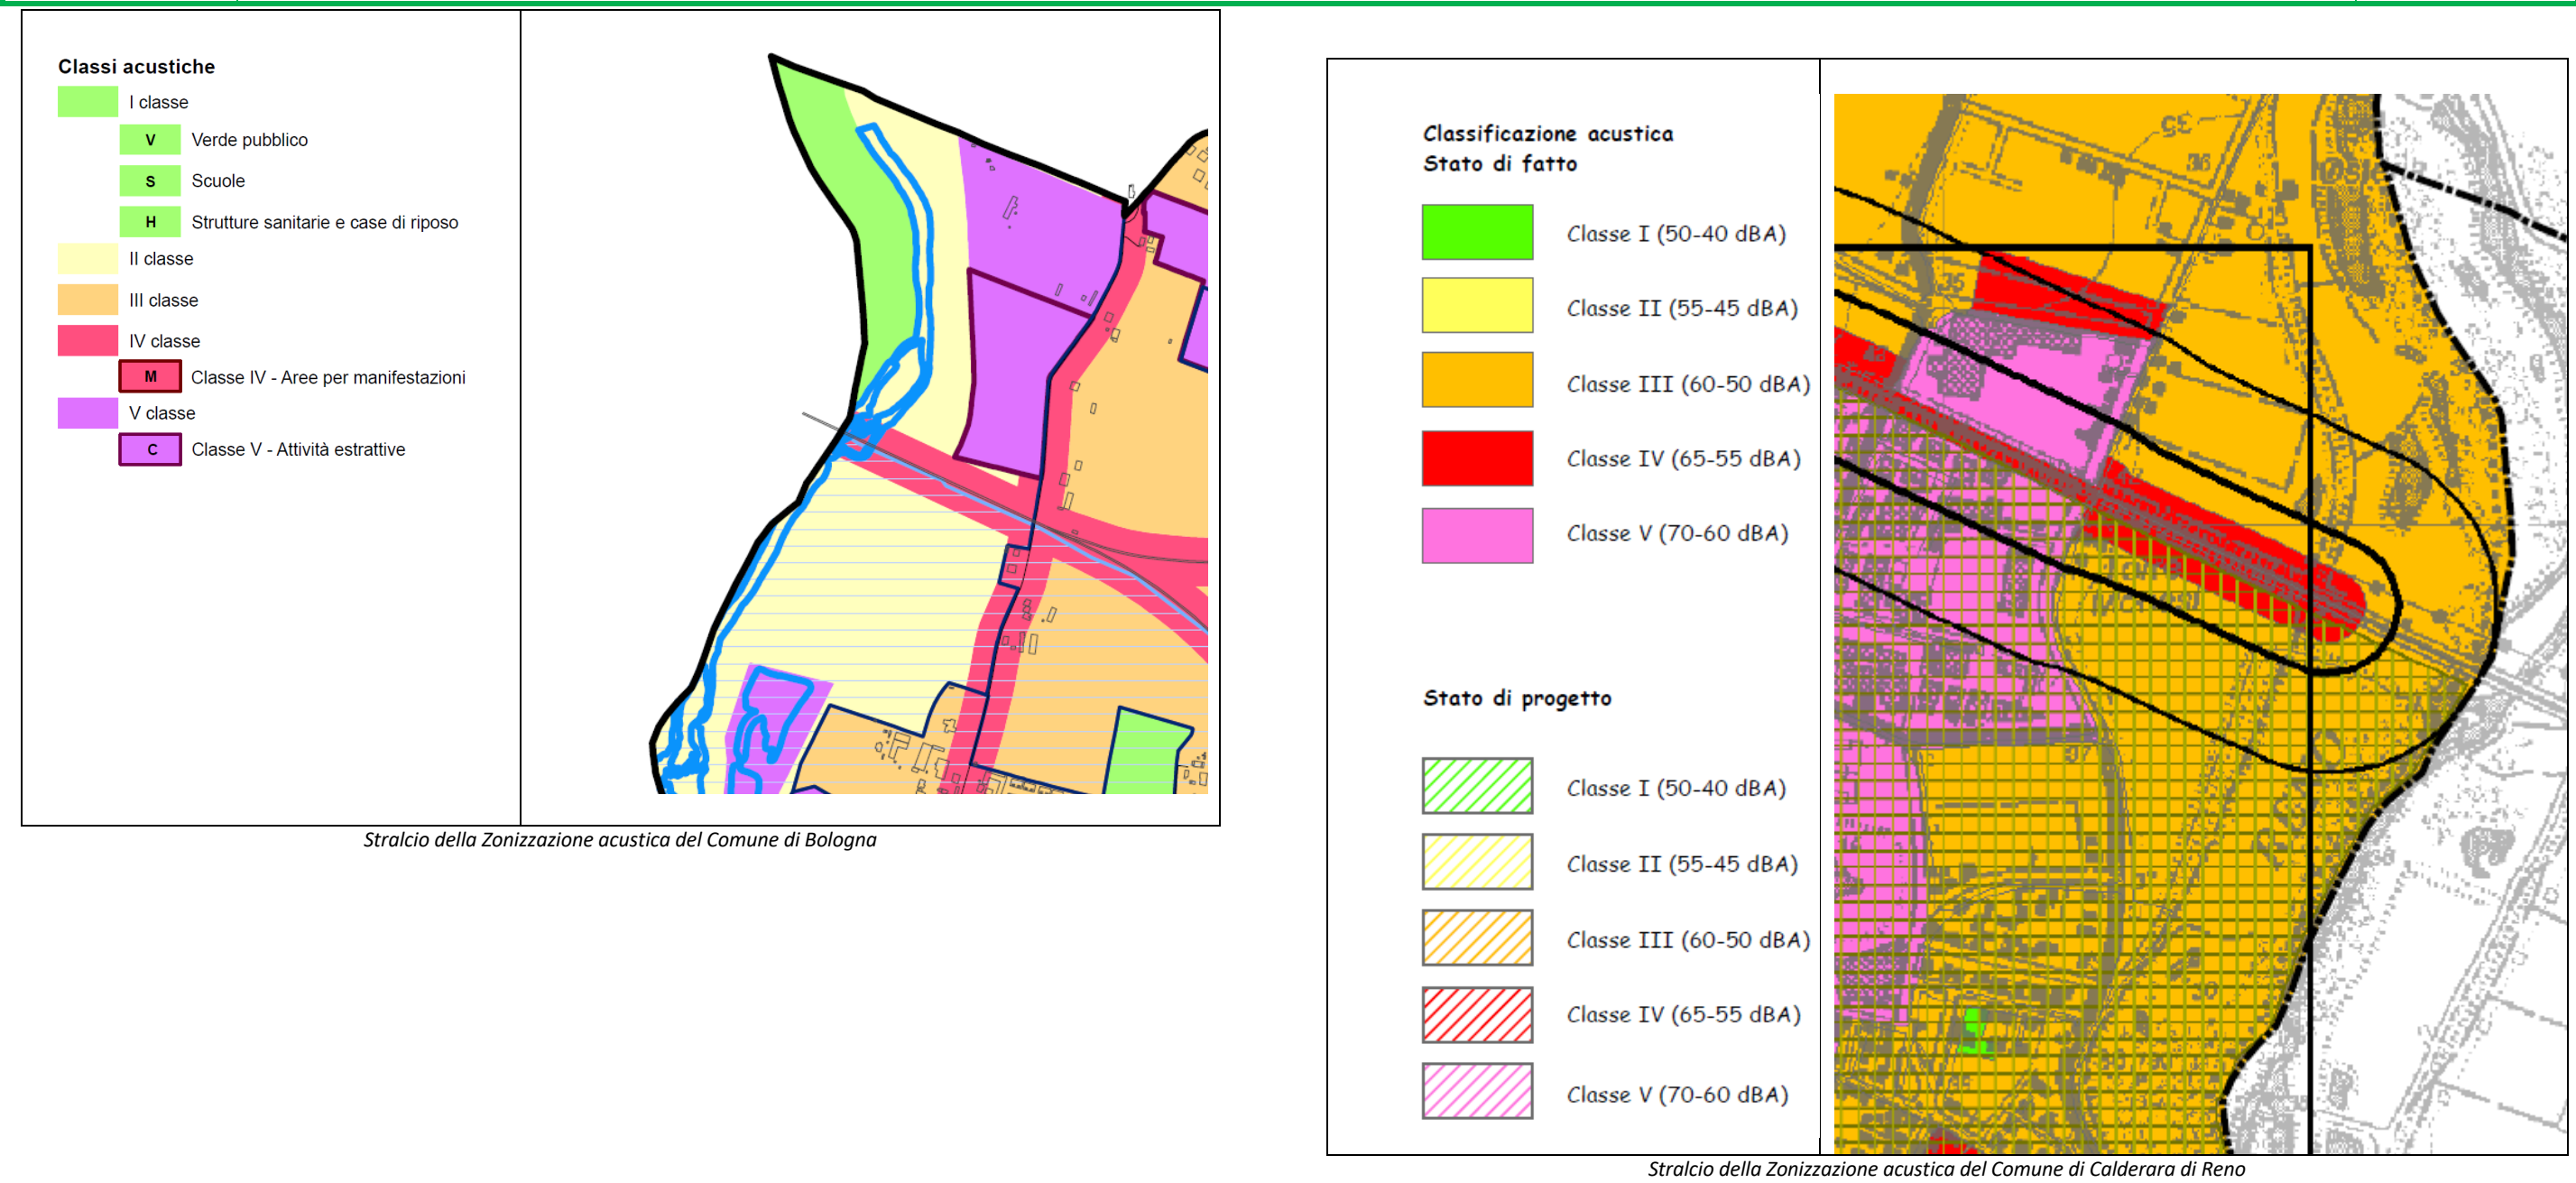 Classi acustiche
I classe
V Verde pubblico
S Scuole
H Strutture sanitarie e case di riposo
II classe
III classe
IV classe
M Classe IV - Aree per manifestazioni
V classe
C Classe V - Attività estrattive
Stralcio della Zonizzazione acustica del Comune di Bologna
Classificazione acustica
Stato di fatto
Classe I (50-40 dBA)
Classe II (55-45 dBA)
Classe III (60-50 dBA)
Classe IV (65-55 dBA)
Classe V (70-60 dBA)
Stato di progetto
Classe I (50-40 dBA)
Classe II (55-45 dBA)
Classe III (60-50 dBA)
Classe IV (65-55 dBA)
Classe V (70-60 dBA)
Stralcio della Zonizzazione acustica del Comune di Calderara di Reno